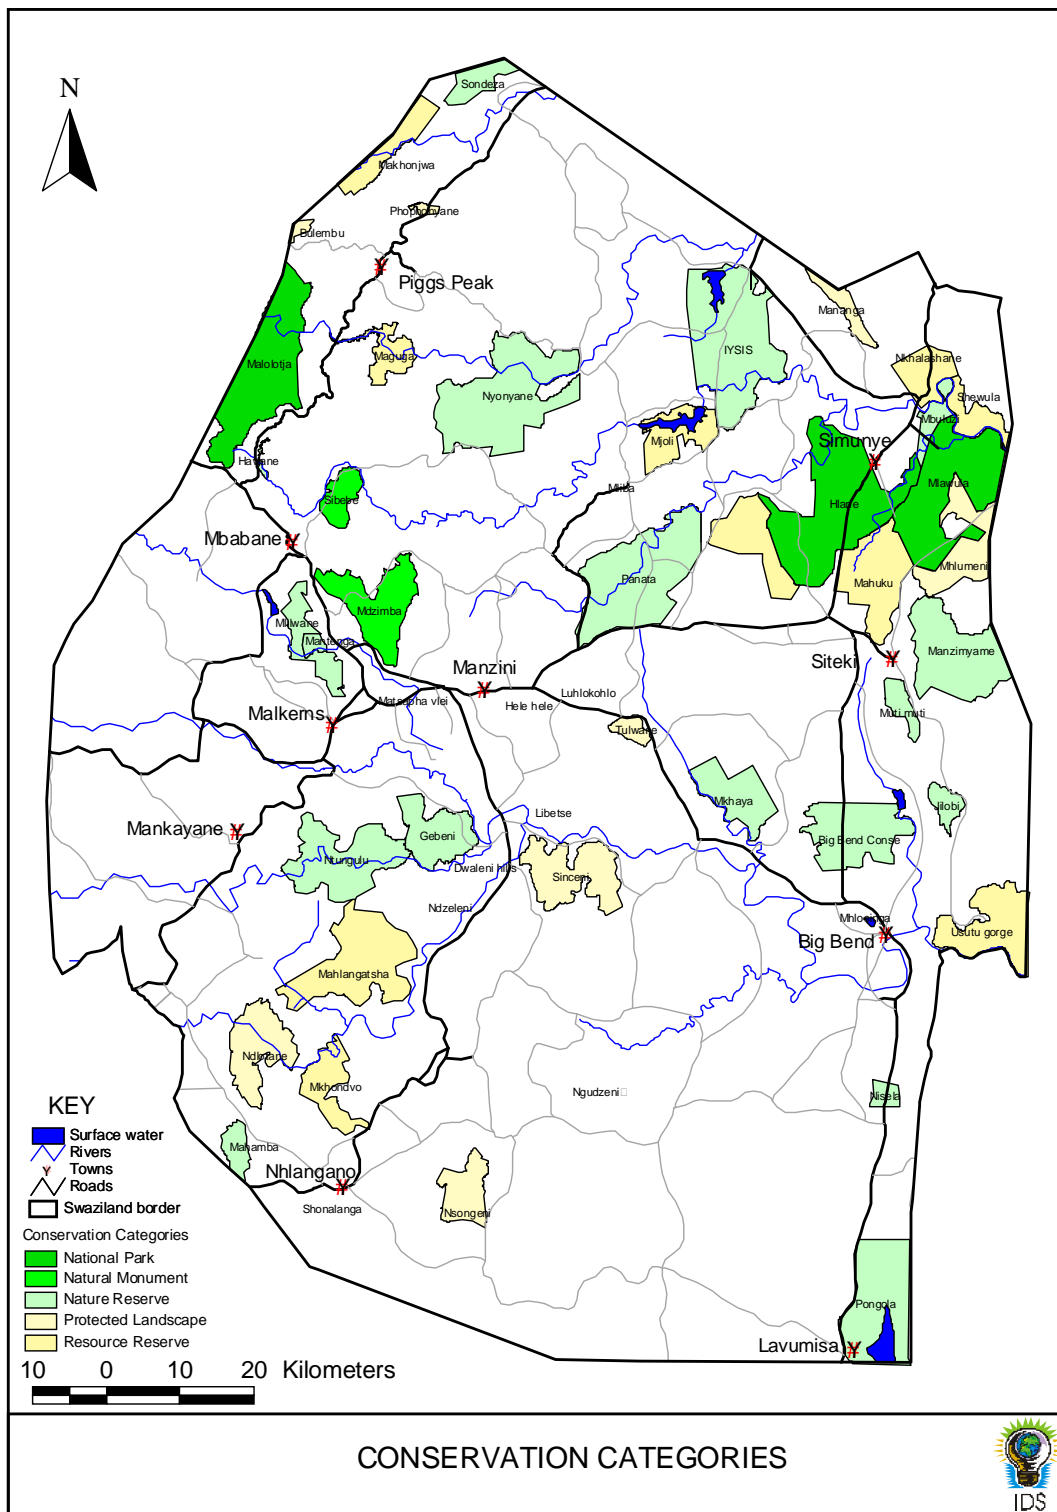 N
Sondeza
Makhonjwa
Phophonyane
Bulembu
Piggs Peak
Mananga
Malolotja
Maguga
IYSIS
Nkhalashane
Nyonyane
Shewula
Mbuluzi
Mjoli
Simunye
Hawane
Sibebe
Mliba
Hlane
Mlawula
Mbabane
Panata
Mahuku
Mhlumeni
Mdzimba
Mlilwane
Mantenga
Manzini
Siteki
Manzimyame
Matsapha vlei
Hele hele
Luhlokohlo
Malkerns
Tulwane
Muti muti
Mkhaya
Jilobi
Mankayane
Gebeni
Libetse
Big Bend Conse
Ntungulu
Dwaleni hills
Sinceni
Ndzeleni
Mhlosinga
Big Bend
Usutu gorge
Mahlangatsha
Ndlotane
Mkhondvo
Ngudzeni
Nisela
Mahamba
Nhlangano
Shonalanga
Nsongeni
Pongola
Lavumisa
KEY
Surface water
Rivers
Towns
Roads
Swaziland border
Conservation Categories
National Park
Natural Monument
Nature Reserve
Protected Landscape
Resource Reserve
10 0 10 20 Kilometers
CONSERVATION CATEGORIES
IDS